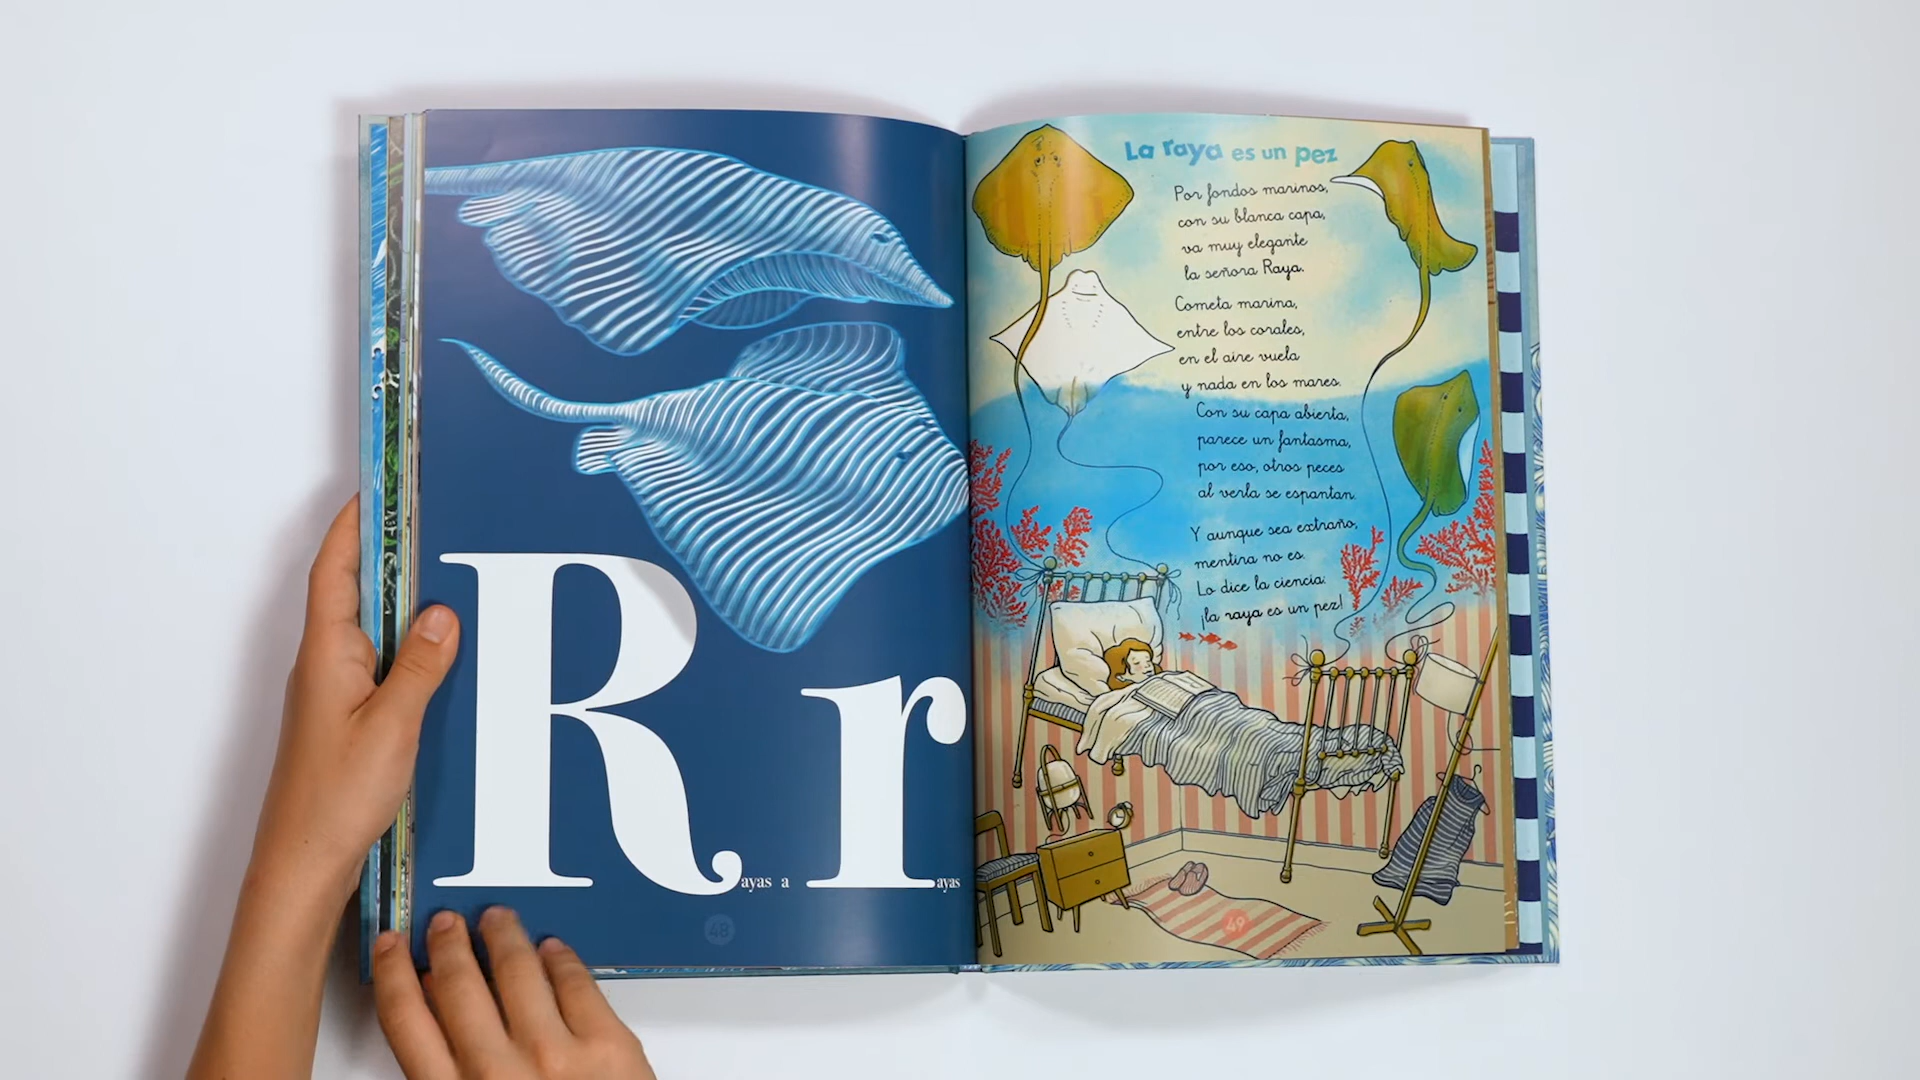 Rayas a rayas
48
La raya es un pez
Por fondos marinos,
con su blanca capa,
va muy elegante
la señora Raya.
Cometa marina,
entre los corales,
en el aire vuela
y nada en los mares.
Con su capa abierta,
parece un fantasma,
por eso, otros peces
al verla se espantan.
Y aunque sea extraño,
mentira no es.
Lo dice la ciencia:
¡la raya es un pez!
49